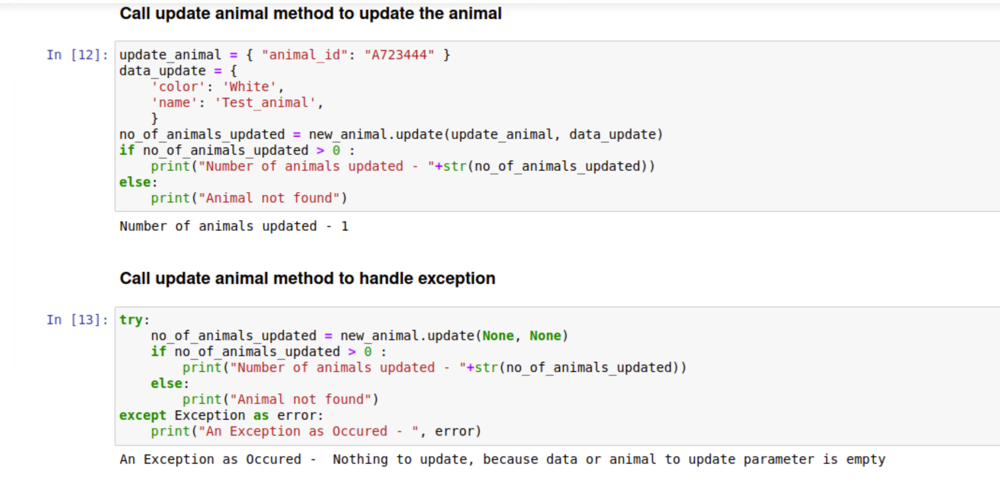 Call update animal method to update the animal
In [12]: update_animal = { "animal_id": "A723444" }
data_update = {
    'color': 'White',
    'name': 'Test_animal',
    }
no_of_animals_updated = new_animal.update(update_animal, data_update)
if no_of_animals_updated > 0 :
    print("Number of animals updated - "+str(no_of_animals_updated))
else:
    print("Animal not found")
Number of animals updated - 1
Call update animal method to handle exception
In [13]: try:
    no_of_animals_updated = new_animal.update(None, None)
    if no_of_animals_updated > 0 :
        print("Number of animals updated - "+str(no_of_animals_updated))
    else:
        print("Animal not found")
except Exception as error:
    print("An Exception as Occured - ", error)
An Exception as Occured -  Nothing to update, because data or animal to update parameter is empty